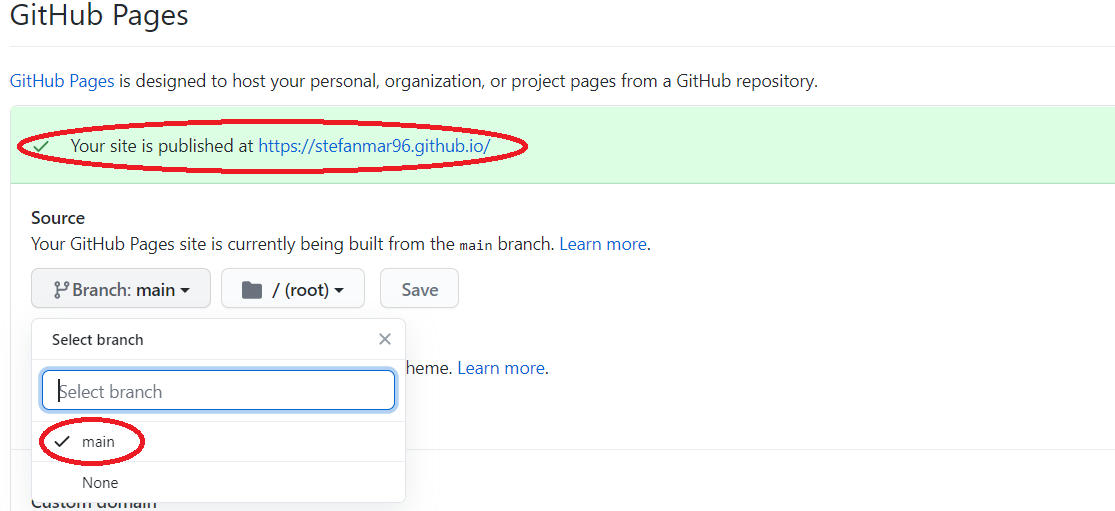 GitHub Pages
GitHub Pages is designed to host your personal, organization, or project pages from a GitHub repository.
Your site is published at https://stefanmar96.github.io/
Source
Your GitHub Pages site is currently being built from the main branch. Learn more.
Branch: main
/ (root)
Save
Select branch
heme. Learn more.
Select branch
main
None
Custom domain